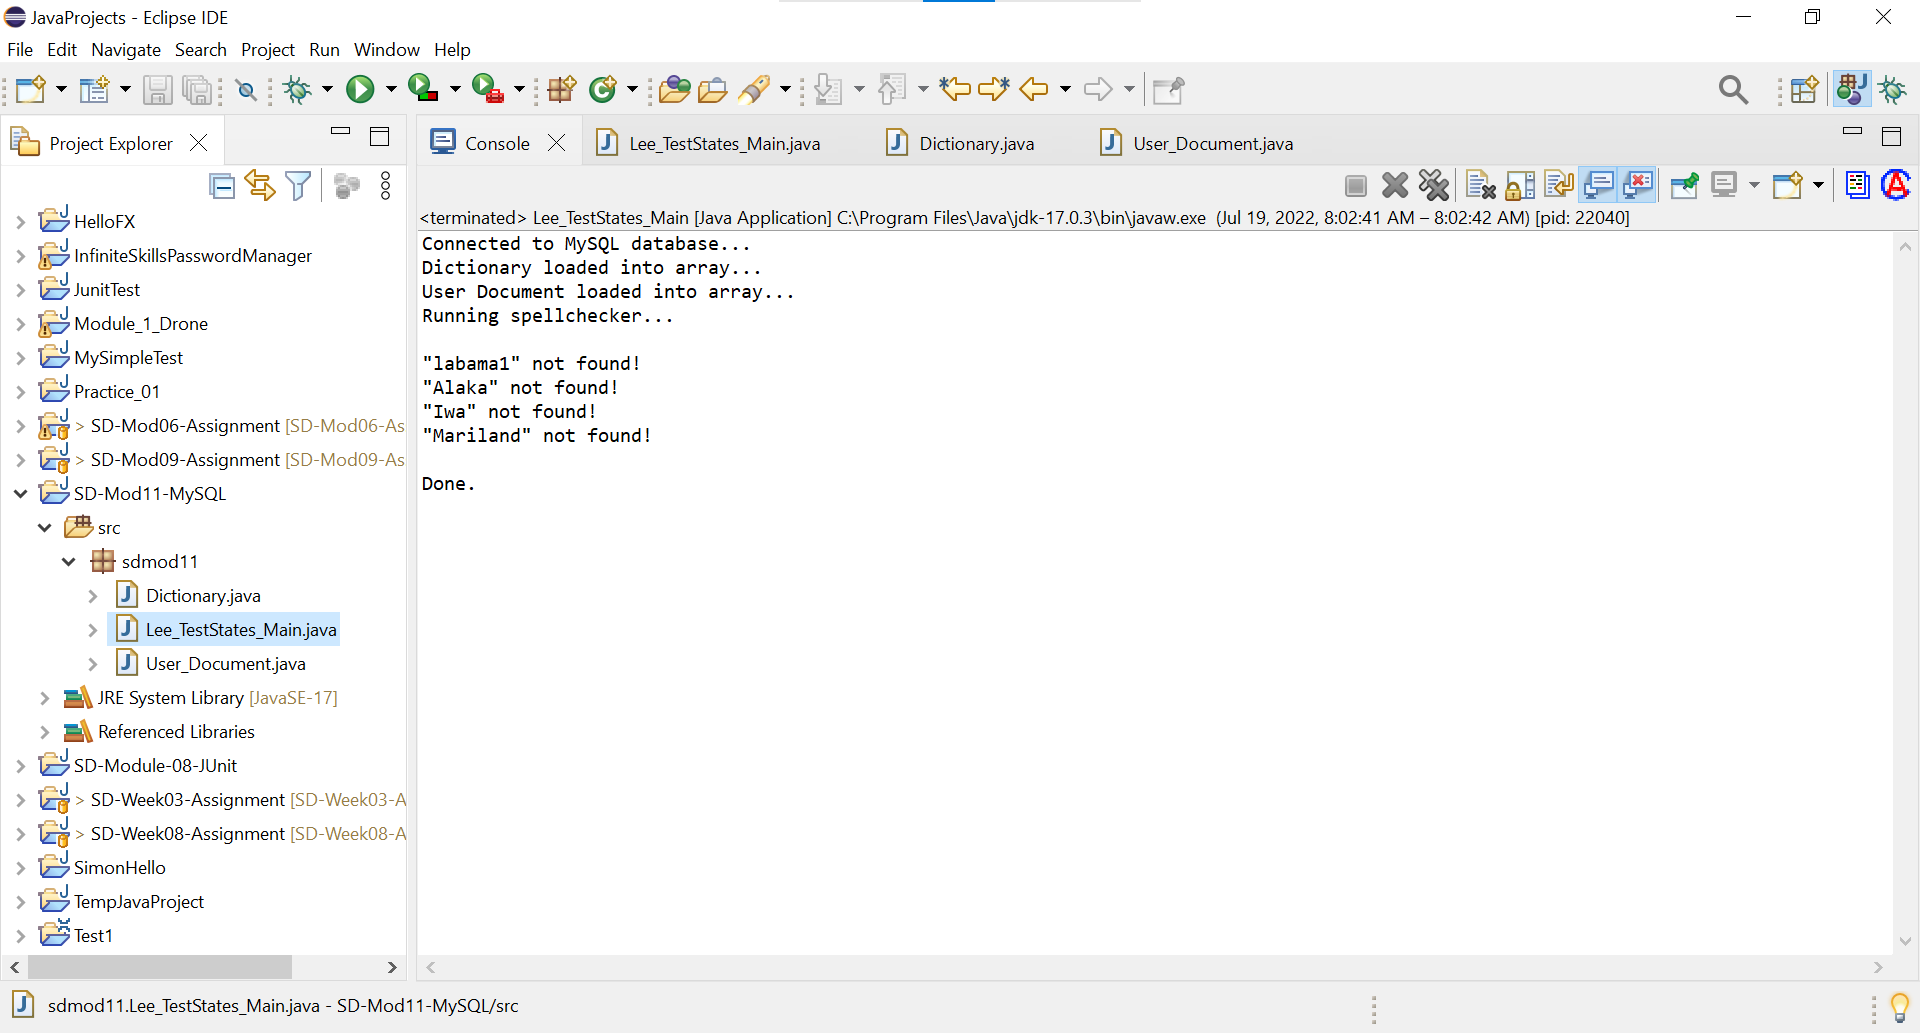 JavaProjects - Eclipse IDE
File Edit Navigate Search Project Run Window Help
Project Explorer
Console Lee_TestStates_Main.java Dictionary.java User_Document.java
<terminated> Lee_TestStates_Main [Java Application] C:\Program Files\Java\jdk-17.0.3\bin\javaw.exe (Jul 19, 2022, 8:02:41 AM – 8:02:42 AM) [pid: 22040]
HelloFX
InfiniteSkillsPasswordManager
JunitTest
Module_1_Drone
MySimpleTest
Practice_01
> SD-Mod06-Assignment [SD-Mod06-As
> SD-Mod09-Assignment [SD-Mod09-As
SD-Mod11-MySQL
src
sdmod11
Dictionary.java
Lee_TestStates_Main.java
User_Document.java
JRE System Library [JavaSE-17]
Referenced Libraries
SD-Module-08-JUnit
> SD-Week03-Assignment [SD-Week03-A
> SD-Week08-Assignment [SD-Week08-A
SimonHello
TempJavaProject
Test1
Connected to MySQL database...
Dictionary loaded into array...
User Document loaded into array...
Running spellchecker...
"labama1" not found!
"Alaka" not found!
"Iwa" not found!
"Mariland" not found!
Done.
sdmod11.Lee_TestStates_Main.java - SD-Mod11-MySQL/src